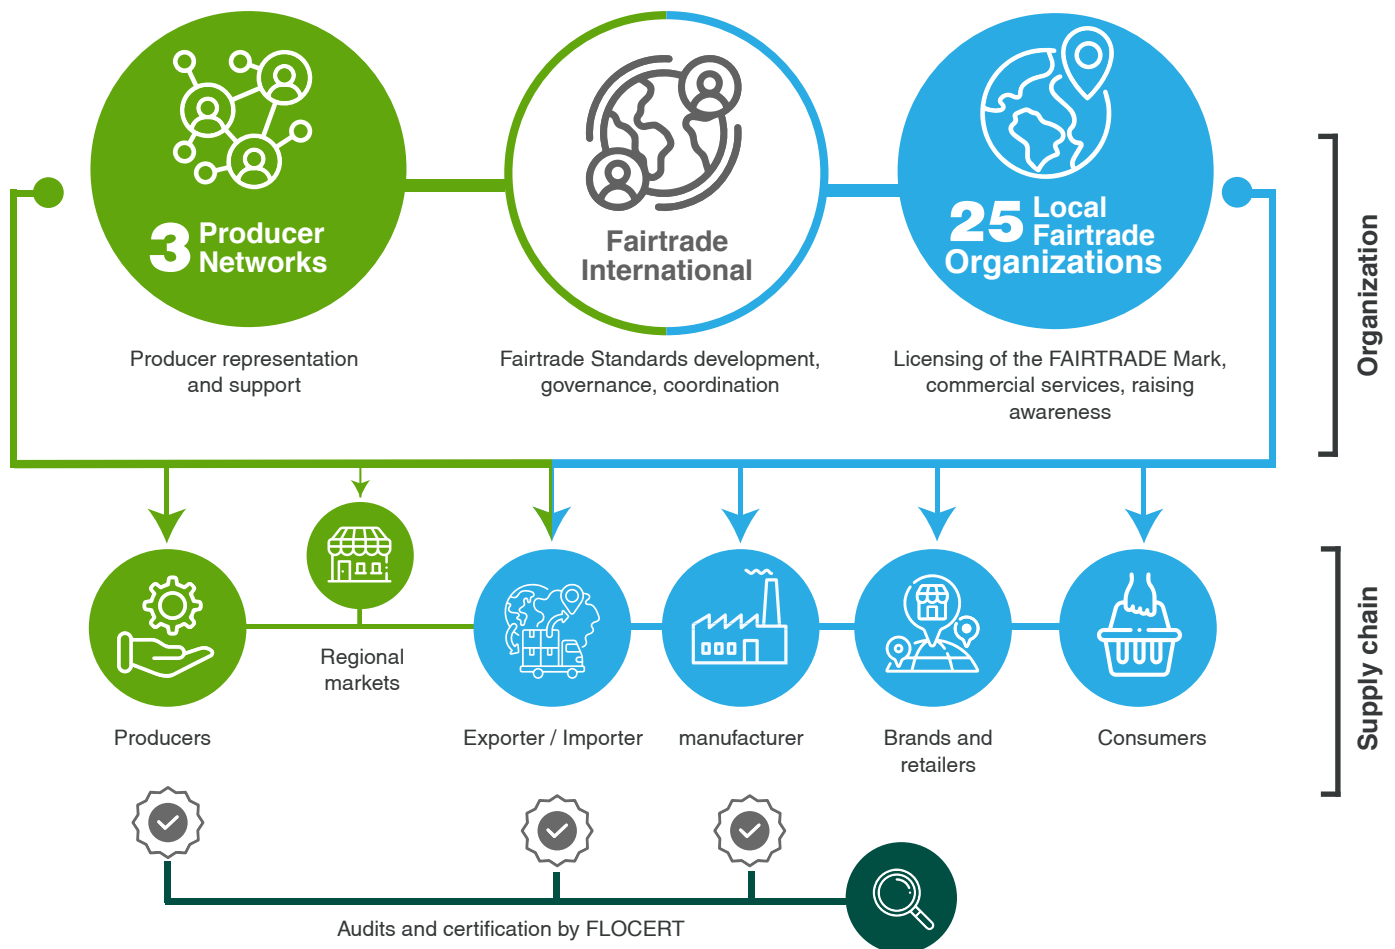 3 Producer
Networks
Fairtrade
International
25 Local
Fairtrade
Organizations
Producer representation
and support
Fairtrade Standards development,
governance, coordination
Licensing of the FAIRTRADE Mark,
commercial services, raising
awareness
Organization
Regional
markets
Producers
Exporter / Importer
manufacturer
Brands and
retailers
Consumers
Supply chain
Audits and certification by FLOCERT